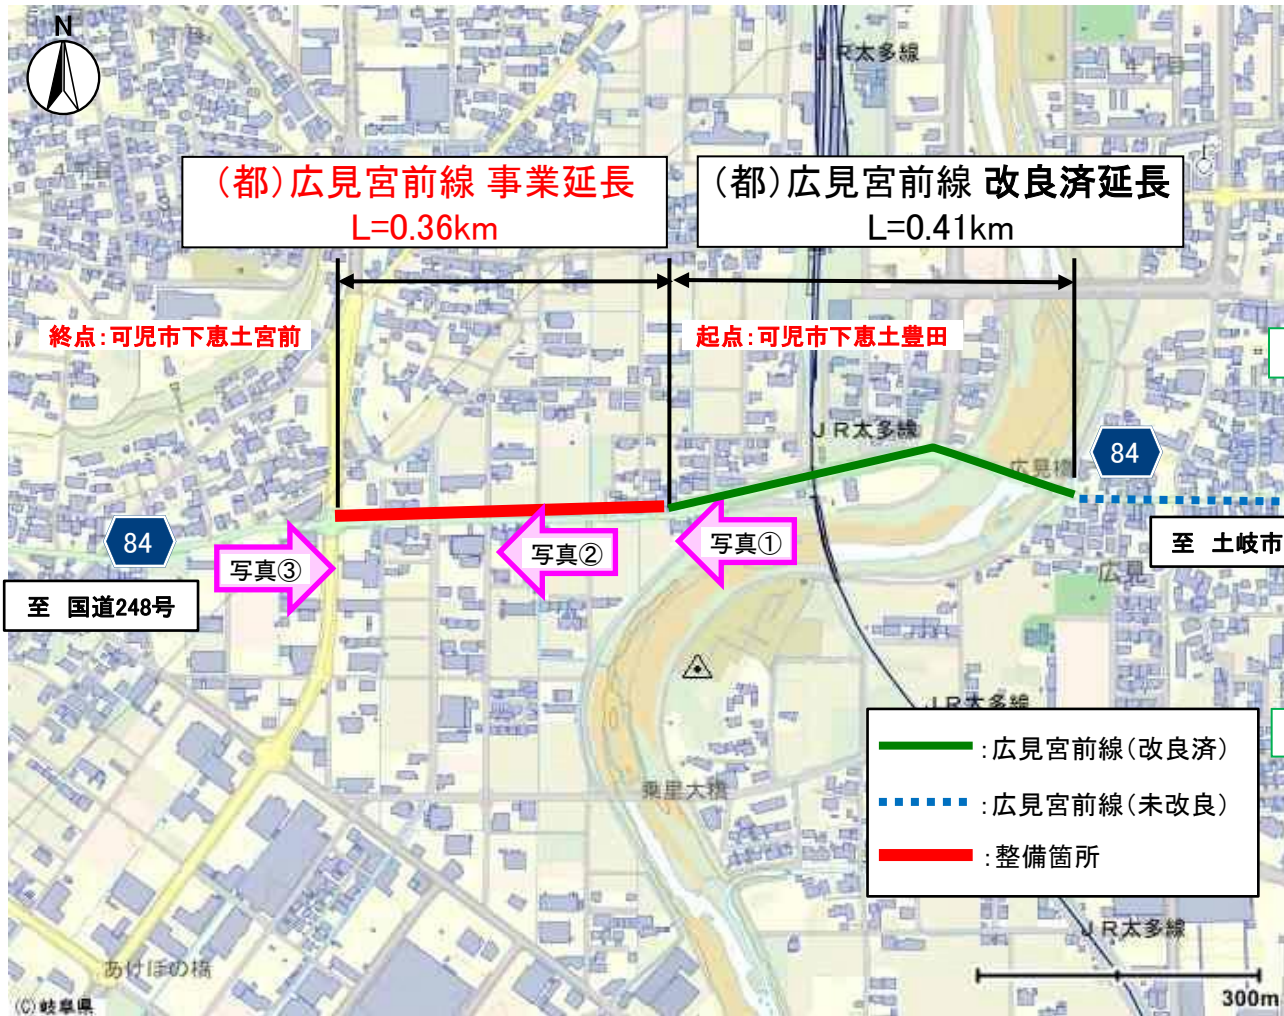 N
JR太多線
(都)広見宮前線 事業延長
L=0.36km
(都)広見宮前線 改良済延長
L=0.41km
終点:可児市下恵土宮前
起点:可児市下恵土豊田
JR太多線
広見橋
84
84
至 土岐市
写真①
写真②
写真③
至 国道248号
広見
JR太多線
:広見宮前線(改良済)
:広見宮前線(未改良)
:整備箇所
乗里大橋
JR太多線
あけぼの橋
300m
(C)岐阜県